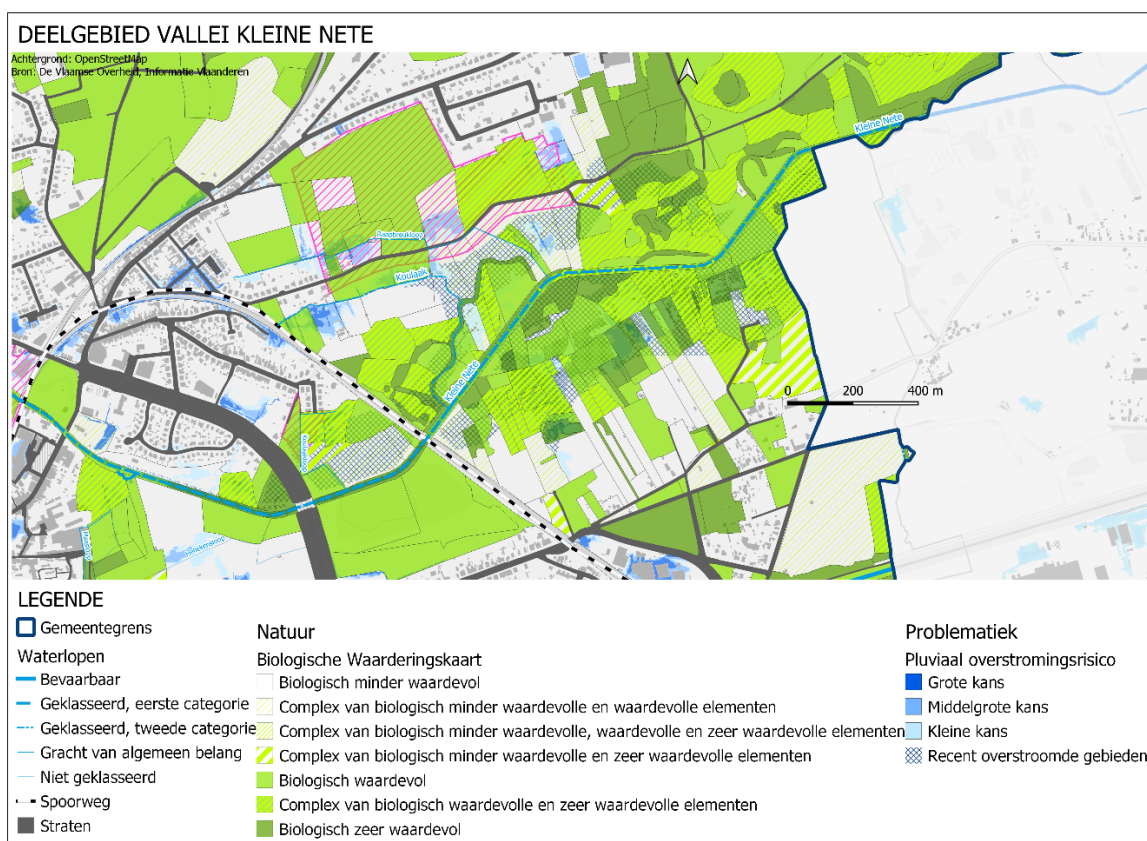 DEELGEBIED VALLEI KLEINE NETE
Achtergrond: OpenStreetMap
Bron: De Vlaamse Overheid, Informatie Vlaanderen
Kleine Nete
Koulaak
Kleine Nete
0 200 400 m
LEGENDE
Gemeentegrens
Waterlopen
Bevaarbaar
Geklasseerd, eerste categorie
Geklasseerd, tweede categorie
Gracht van algemeen belang
Niet geklasseerd
Spoorweg
Straten
Natuur
Biologische Waarderingskaart
Biologisch minder waardevol
Complex van biologisch minder waardevolle en waardevolle elementen
Complex van biologisch minder waardevolle, waardevolle en zeer waardevolle elementen
Complex van biologisch minder waardevolle en zeer waardevolle elementen
Biologisch waardevol
Complex van biologisch waardevolle en zeer waardevolle elementen
Biologisch zeer waardevol
Problematiek
Pluviaal overstromingsrisico
Grote kans
Middelgrote kans
Kleine kans
Recent overstroomde gebieden